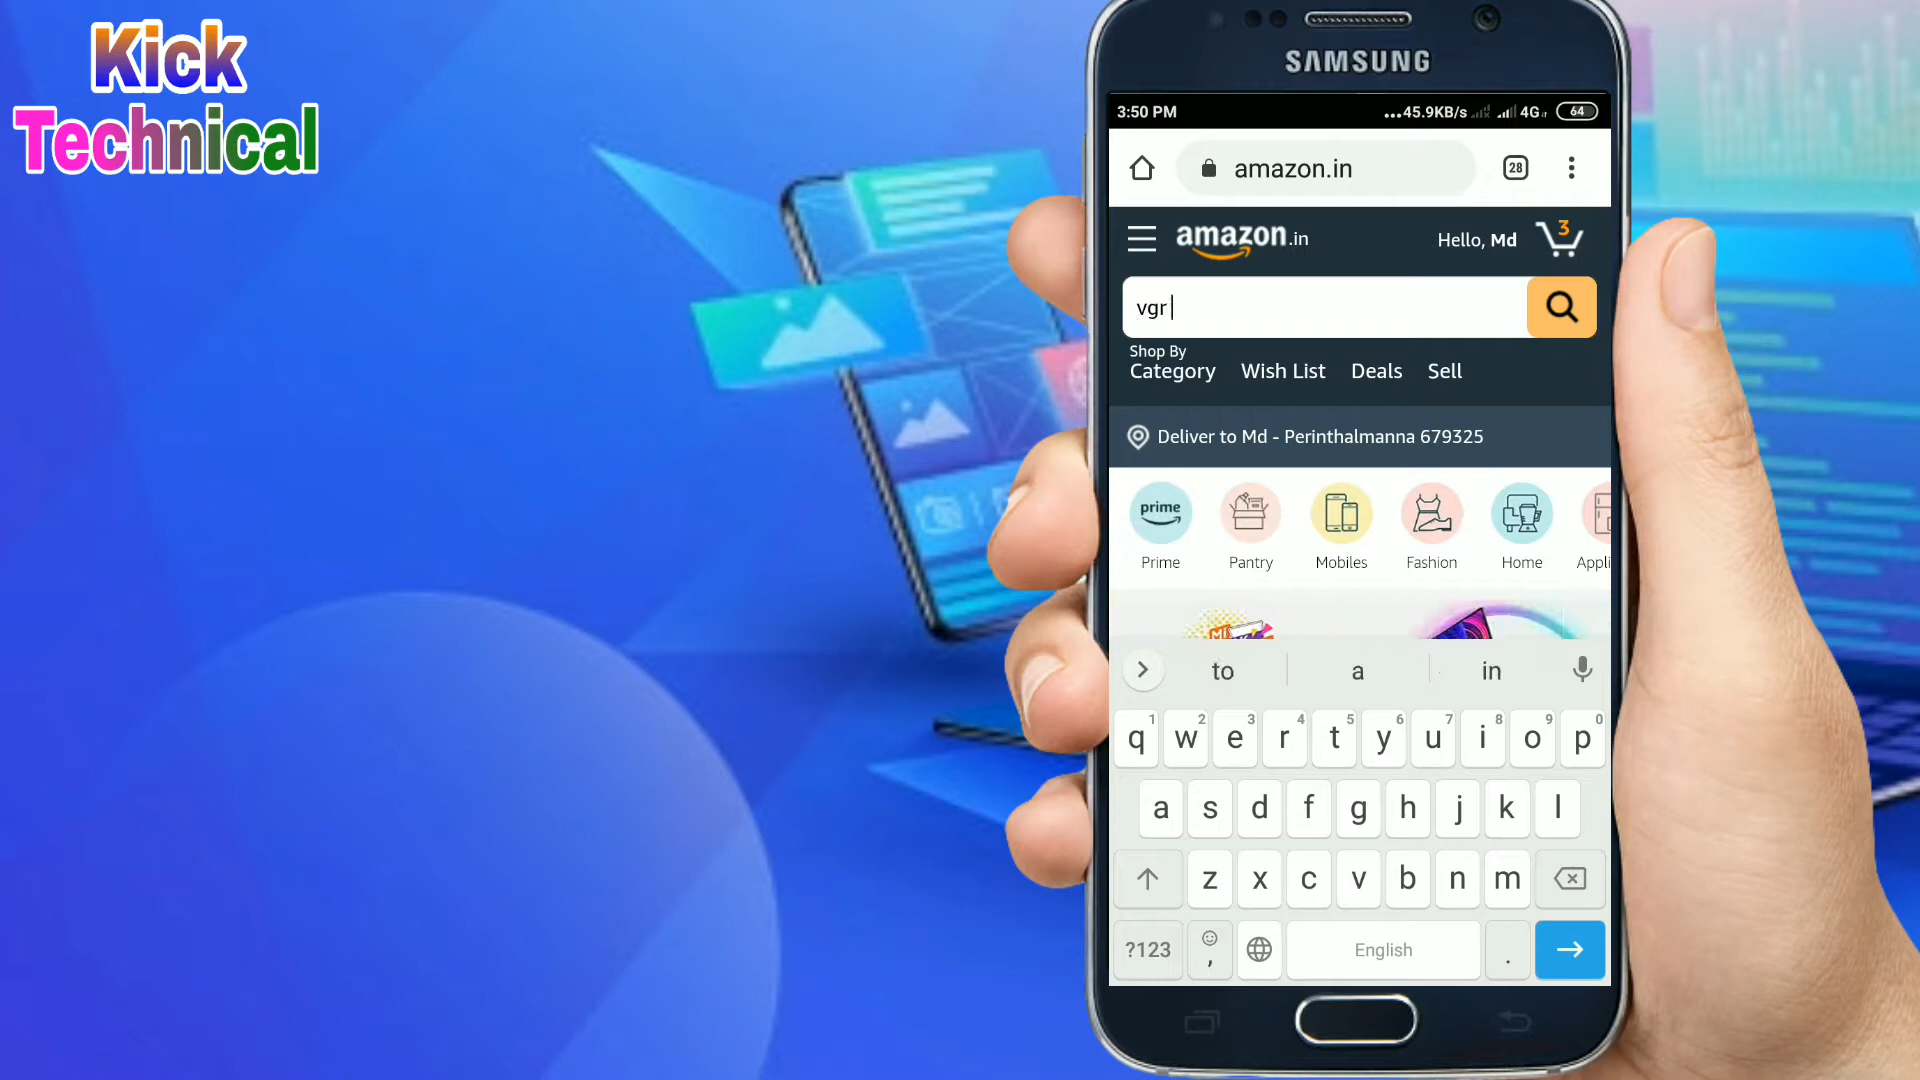 Kick
Technical
SAMSUNG
3:50 PM
...45.9KB/s 4G 64
amazon.in
28
amazon.in
Hello, Md
3
vgr
Shop By
Category Wish List Deals Sell
Deliver to Md - Perinthalmanna 679325
prime
Prime Pantry Mobiles Fashion Home Appli
to a in
1 2 3 4 5 6 7 8 9 0
q w e r t y u i o p
a s d f g h j k l
z x c v b n m
?123 , English .